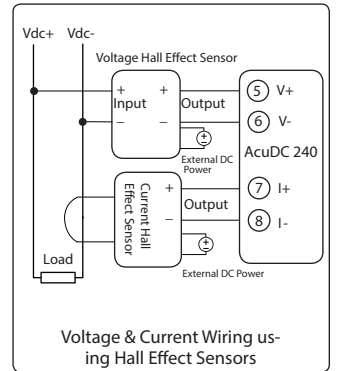 Vdc+ Vdc-
Voltage Hall Effect Sensor
+ +
Input Output
− −
External DC
Power
5 V+
6 V-
AcuDC 240
7 I+
8 I-
Current Hall
Effect Sensor
+
Output
−
External DC Power
Load
Voltage & Current Wiring us-
ing Hall Effect Sensors